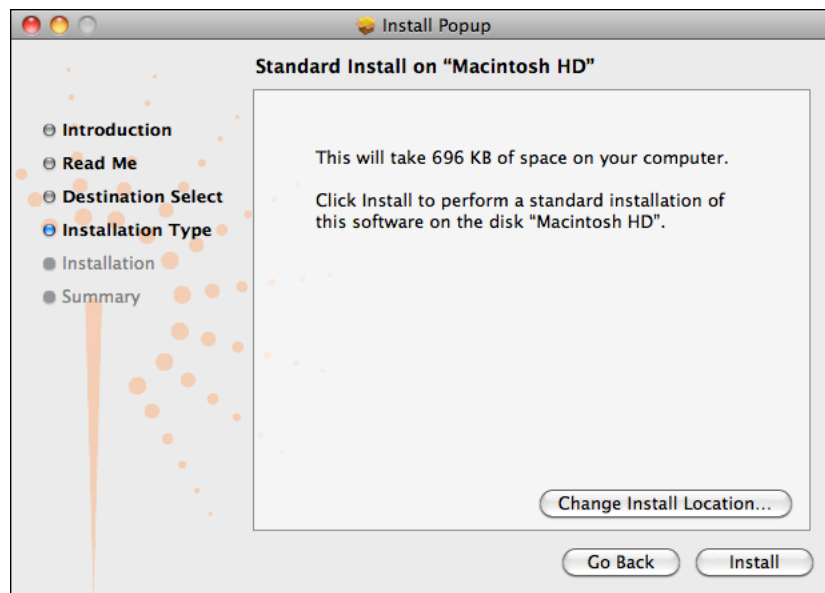 Install Popup
Standard Install on “Macintosh HD”
Introduction
Read Me
Destination Select
Installation Type
Installation
Summary
This will take 696 KB of space on your computer.
Click Install to perform a standard installation of
this software on the disk “Macintosh HD”.
Change Install Location...
Go Back
Install